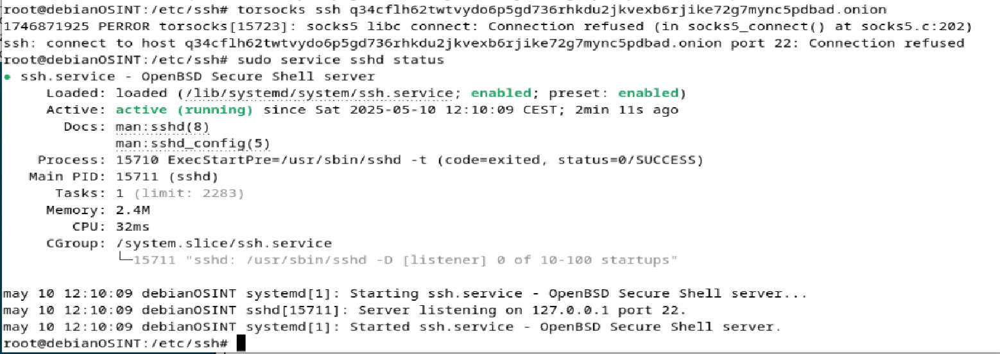 root@debianOSINT:/etc/ssh# torsocks ssh q34cflh62twtvydo6p5gd736rhkdu2jkvexb6rjike72g7mync5pdbad.onion
1746871925 PERROR torsocks[15723]: socks5 libc connect: Connection refused (in socks5_connect() at socks5.c:202)
ssh: connect to host q34cflh62twtvydo6p5gd736rhkdu2jkvexb6rjike72g7mync5pdbad.onion port 22: Connection refused
root@debianOSINT:/etc/ssh# sudo service sshd status
● ssh.service - OpenBSD Secure Shell server
     Loaded: loaded (/lib/systemd/system/ssh.service; enabled; preset: enabled)
     Active: active (running) since Sat 2025-05-10 12:10:09 CEST; 2min 11s ago
       Docs: man:sshd(8)
             man:sshd_config(5)
    Process: 15710 ExecStartPre=/usr/sbin/sshd -t (code=exited, status=0/SUCCESS)
   Main PID: 15711 (sshd)
      Tasks: 1 (limit: 2283)
     Memory: 2.4M
        CPU: 32ms
     CGroup: /system.slice/ssh.service
             └─15711 "sshd: /usr/sbin/sshd -D [listener] 0 of 10-100 startups"

may 10 12:10:09 debianOSINT systemd[1]: Starting ssh.service - OpenBSD Secure Shell server...
may 10 12:10:09 debianOSINT sshd[15711]: Server listening on 127.0.0.1 port 22.
may 10 12:10:09 debianOSINT systemd[1]: Started ssh.service - OpenBSD Secure Shell server.
root@debianOSINT:/etc/ssh#